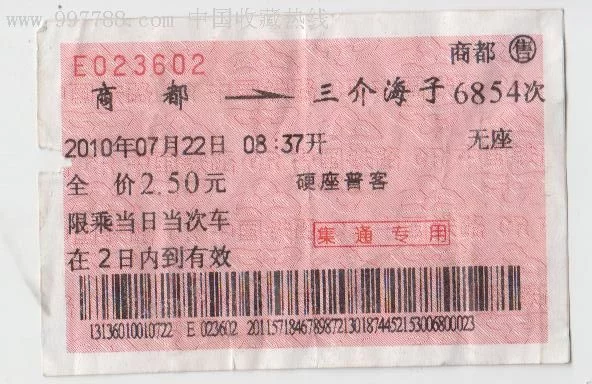 www.997788.com 中国收藏热线
商都 售
E023602
商 都 → 三介海子 6854次
2010年07月22日 08:37开 无座
全 价2.50元 硬座普客
限乘当日当次车
集通专用
在2日内到有效
13136010010722 E 023602 2011571846789872130187445215300680​0023